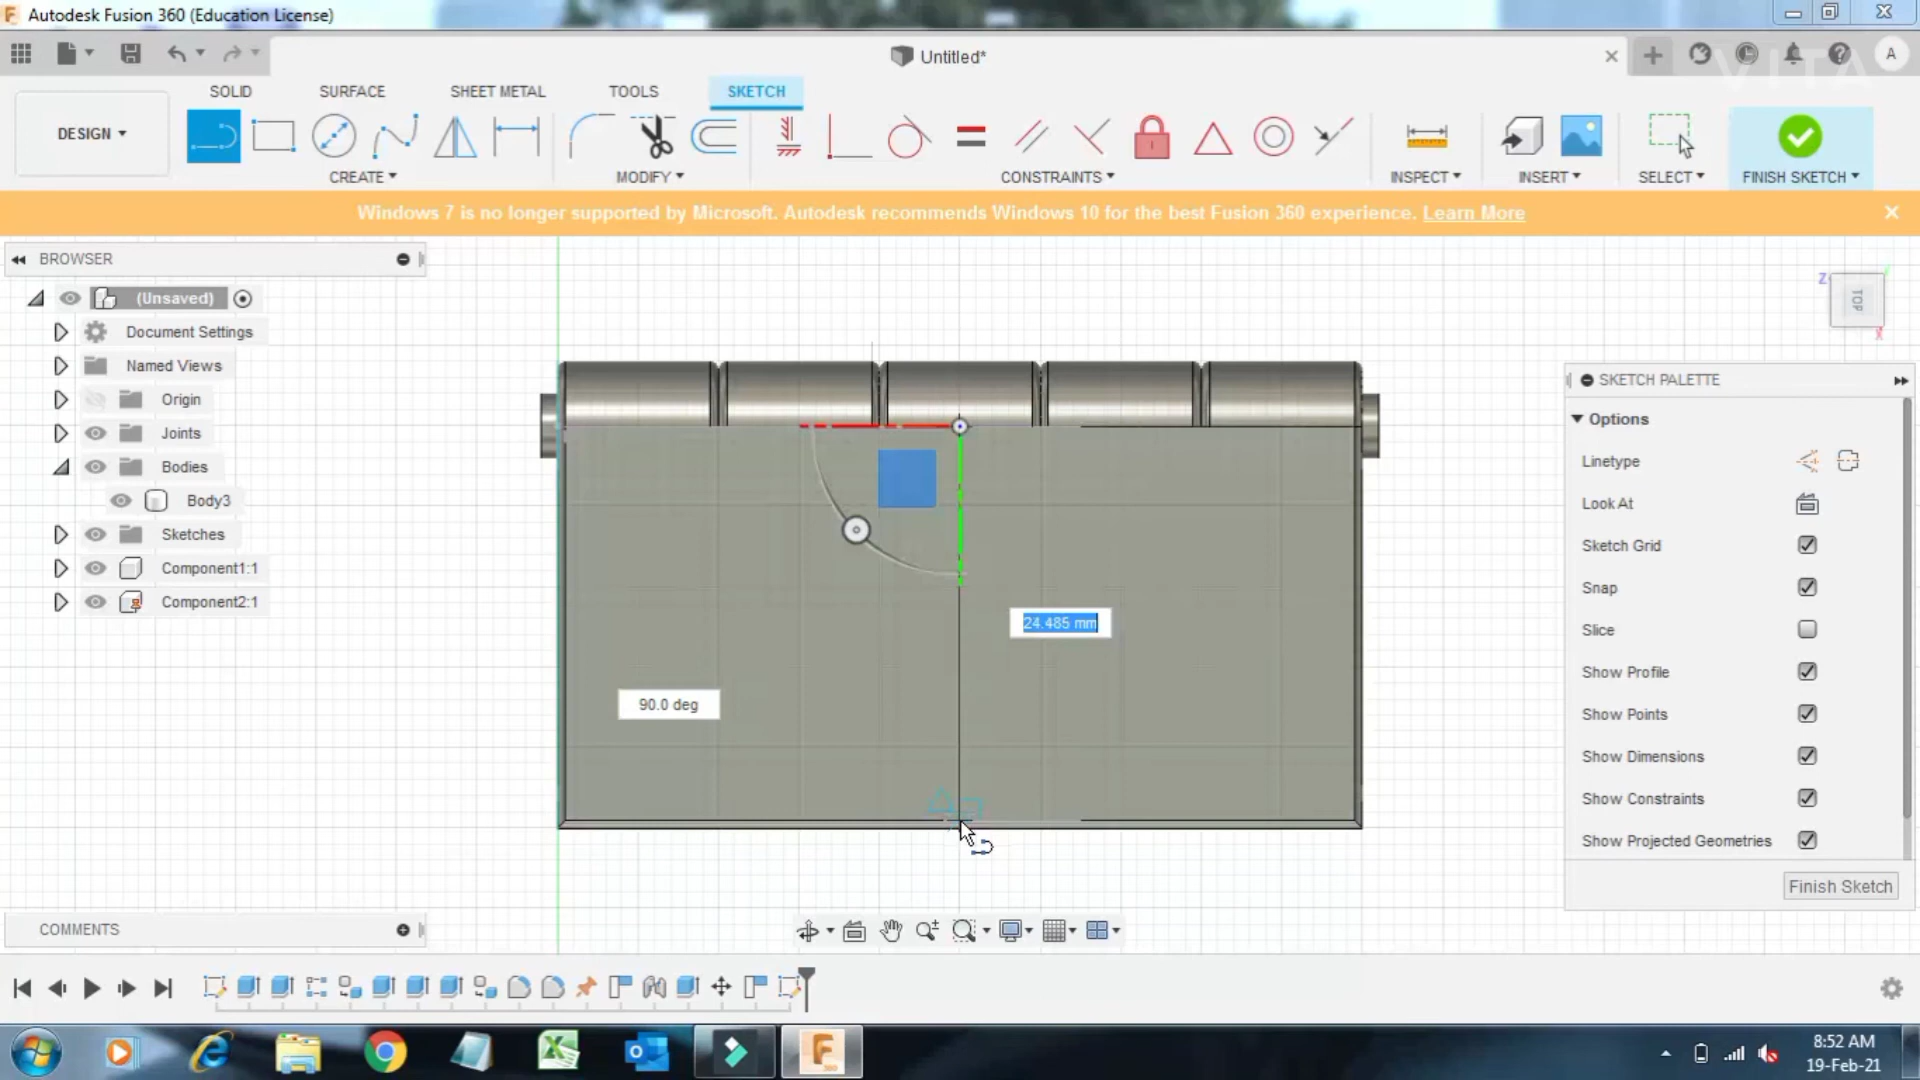 Autodesk Fusion 360 (Education License)
Untitled*
A
VITA
SOLID
SURFACE
SHEET METAL
TOOLS
SKETCH
DESIGN
CREATE
MODIFY
CONSTRAINTS
INSPECT
INSERT
SELECT
FINISH SKETCH
Windows 7 is no longer supported by Microsoft. Autodesk recommends Windows 10 for the best Fusion 360 experience. Learn More
BROWSER
(Unsaved)
Document Settings
Named Views
Origin
Joints
Bodies
Body3
Sketches
Component1:1
Component2:1
Z
TOP
X
24.485 mm
90.0 deg
SKETCH PALETTE
Options
Linetype
Look At
Sketch Grid
Snap
Slice
Show Profile
Show Points
Show Dimensions
Show Constraints
Show Projected Geometries
Finish Sketch
COMMENTS
8:52 AM
19-Feb-21